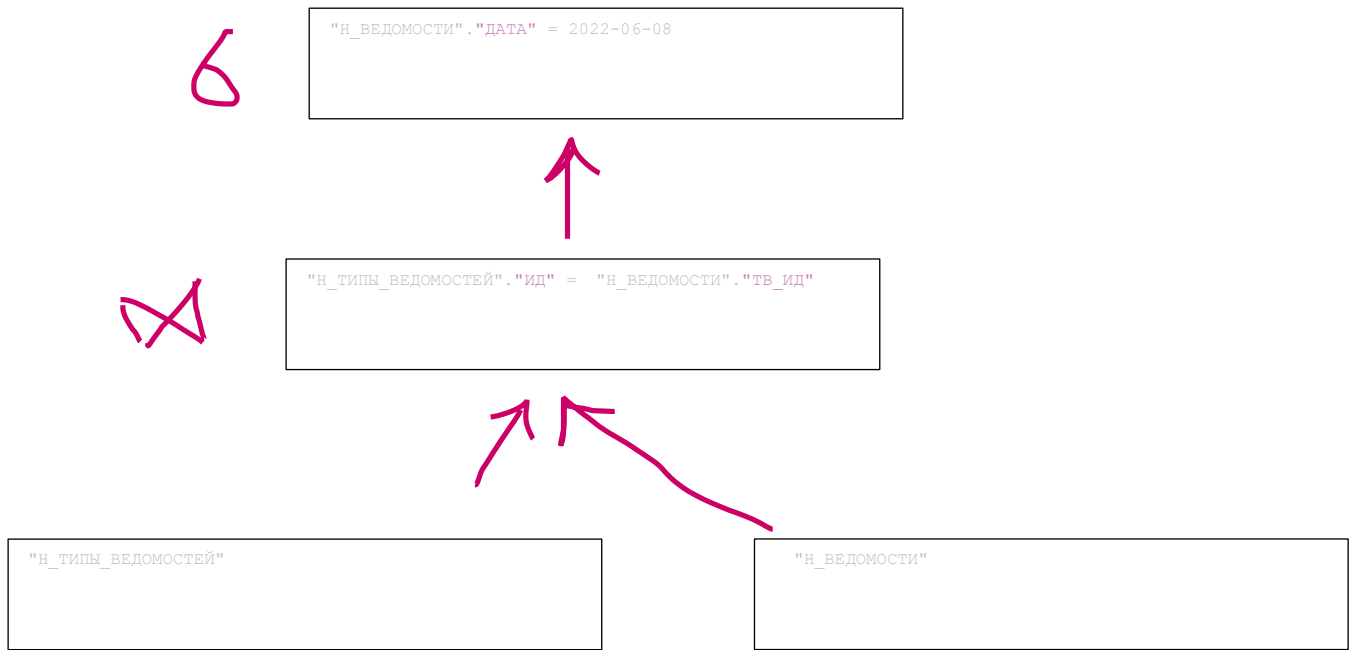 "Н_ВЕДОМОСТИ"."ДАТА" = 2022-06-08
"Н_ТИПЫ_ВЕДОМОСТЕЙ"."ИД" = "Н_ВЕДОМОСТИ"."ТВ_ИД"
"Н_ТИПЫ_ВЕДОМОСТЕЙ"
"Н_ВЕДОМОСТИ"